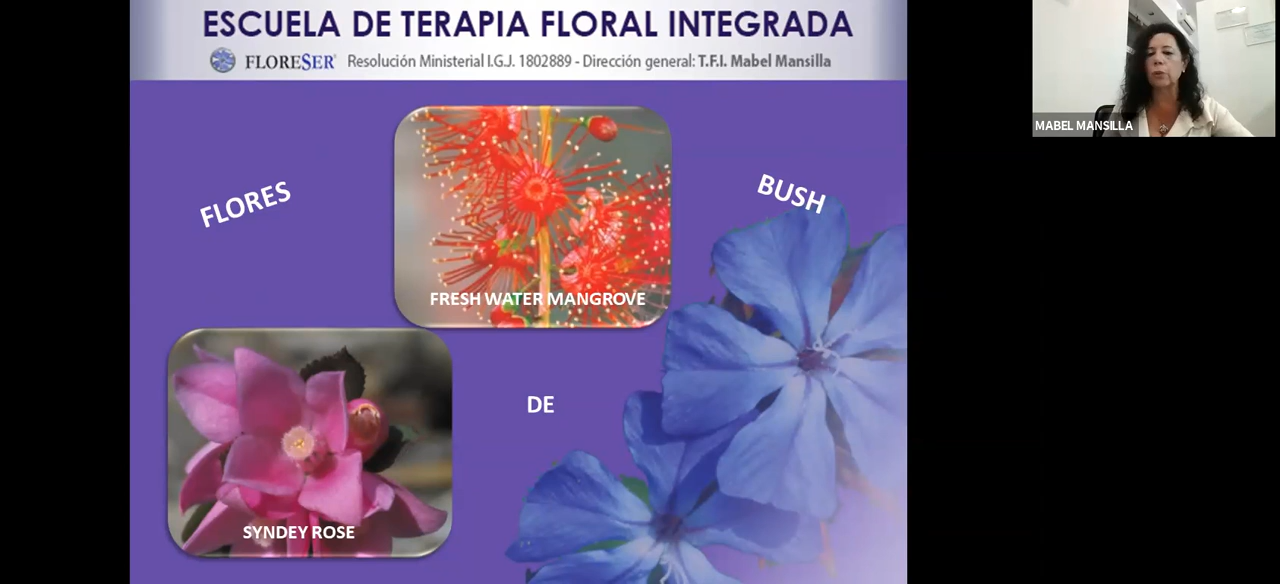 ESCUELA DE TERAPIA FLORAL INTEGRADA
FLORESER Resolución Ministerial I.G.J. 1802889 - Dirección general: T.F.I. Mabel Mansilla
MABEL MANSILLA
FLORES
BUSH
FRESH WATER MANGROVE
DE
SYNDEY ROSE